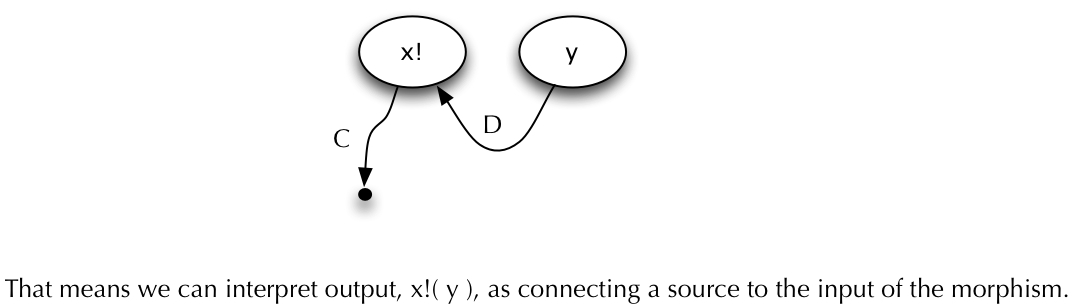 x! y
D
C
That means we can interpret output, x!( y ), as connecting a source to the input of the morphism.